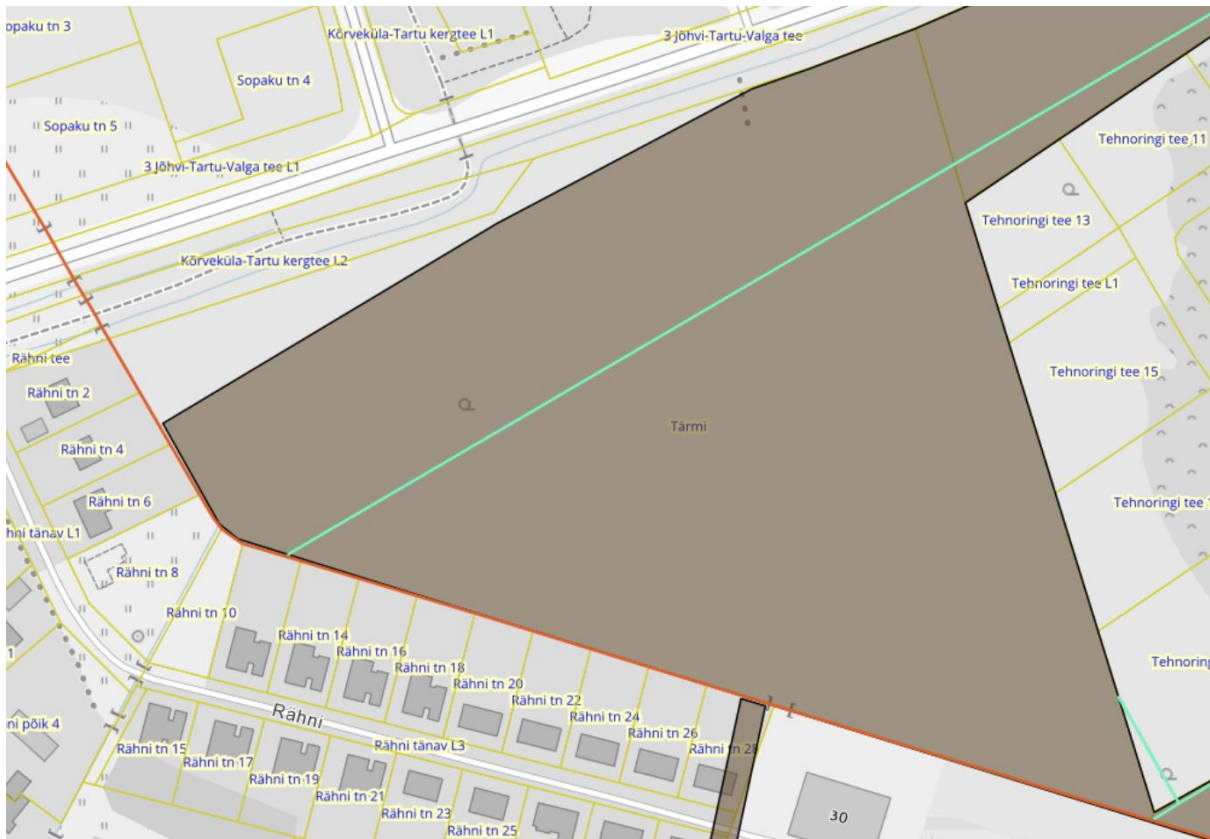 opaku tn 3
Kõrveküla-Tartu kergtee L1
3 Jõhvi-Tartu-Valga tee
Sopaku tn 4
Sopaku tn 5
3 Jõhvi-Tartu-Valga tee L1
Tehnoringi tee 11
Tehnoringi tee 13
Kõrveküla-Tartu kergtee L2
Tehnoringi tee L1
Rähni tee
Tehnoringi tee 15
Rähni tn 2
Tärmi
Rähni tn 4
Rähni tn 6
Tehnoringi tee 1
hni tänav L1
Rähni tn 8
Rähni tn 10
Rähni tn 14
Rähni tn 16
1
Tehnoring
Rähni tn 18
Rähni tn 20
Rähni tn 22
Rähni
Rähni tn 24
ni põik 4
Rähni tn 26
Rähni tn 15
Rähni tänav L3
Rähni tn 28
Rähni tn 17
Rähni tn 19
Rähni tn 21
Rähni tn 23
30
Rähni tn 25